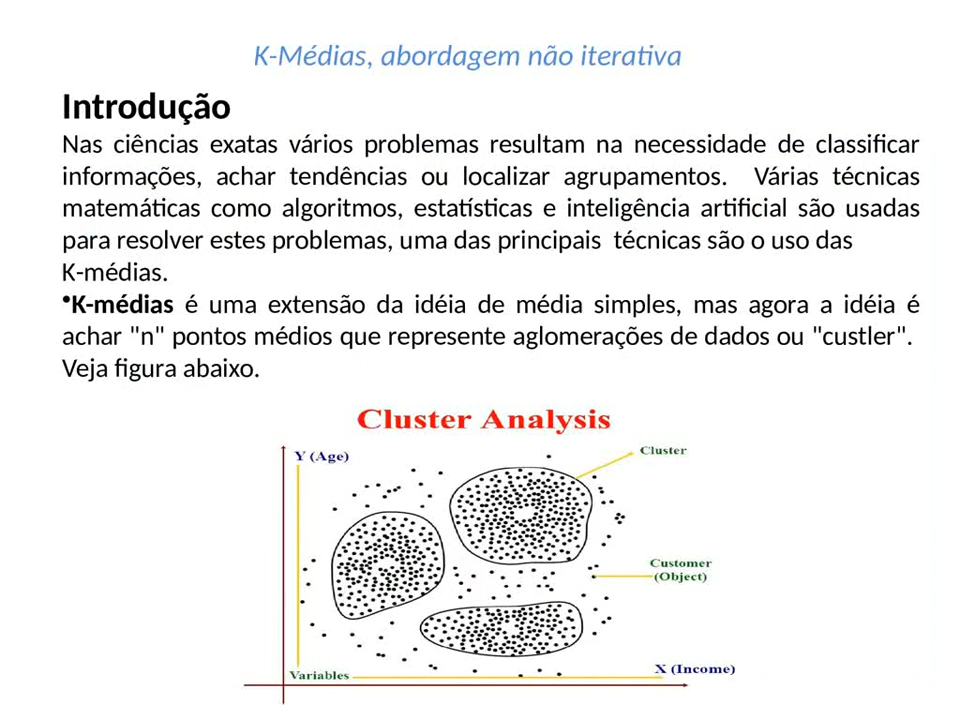 K-Médias, abordagem não iterativa
Introdução
Nas ciências exatas vários problemas resultam na necessidade de classificar
informações, achar tendências ou localizar agrupamentos. Várias técnicas
matemáticas como algoritmos, estatísticas e inteligência artificial são usadas
para resolver estes problemas, uma das principais técnicas são o uso das
K-médias.
•K-médias é uma extensão da idéia de média simples, mas agora a idéia é
achar "n" pontos médios que represente aglomerações de dados ou "custler".
Veja figura abaixo.
Cluster Analysis
Y (Age)
Cluster
Customer
(Object)
X (Income)
Variables